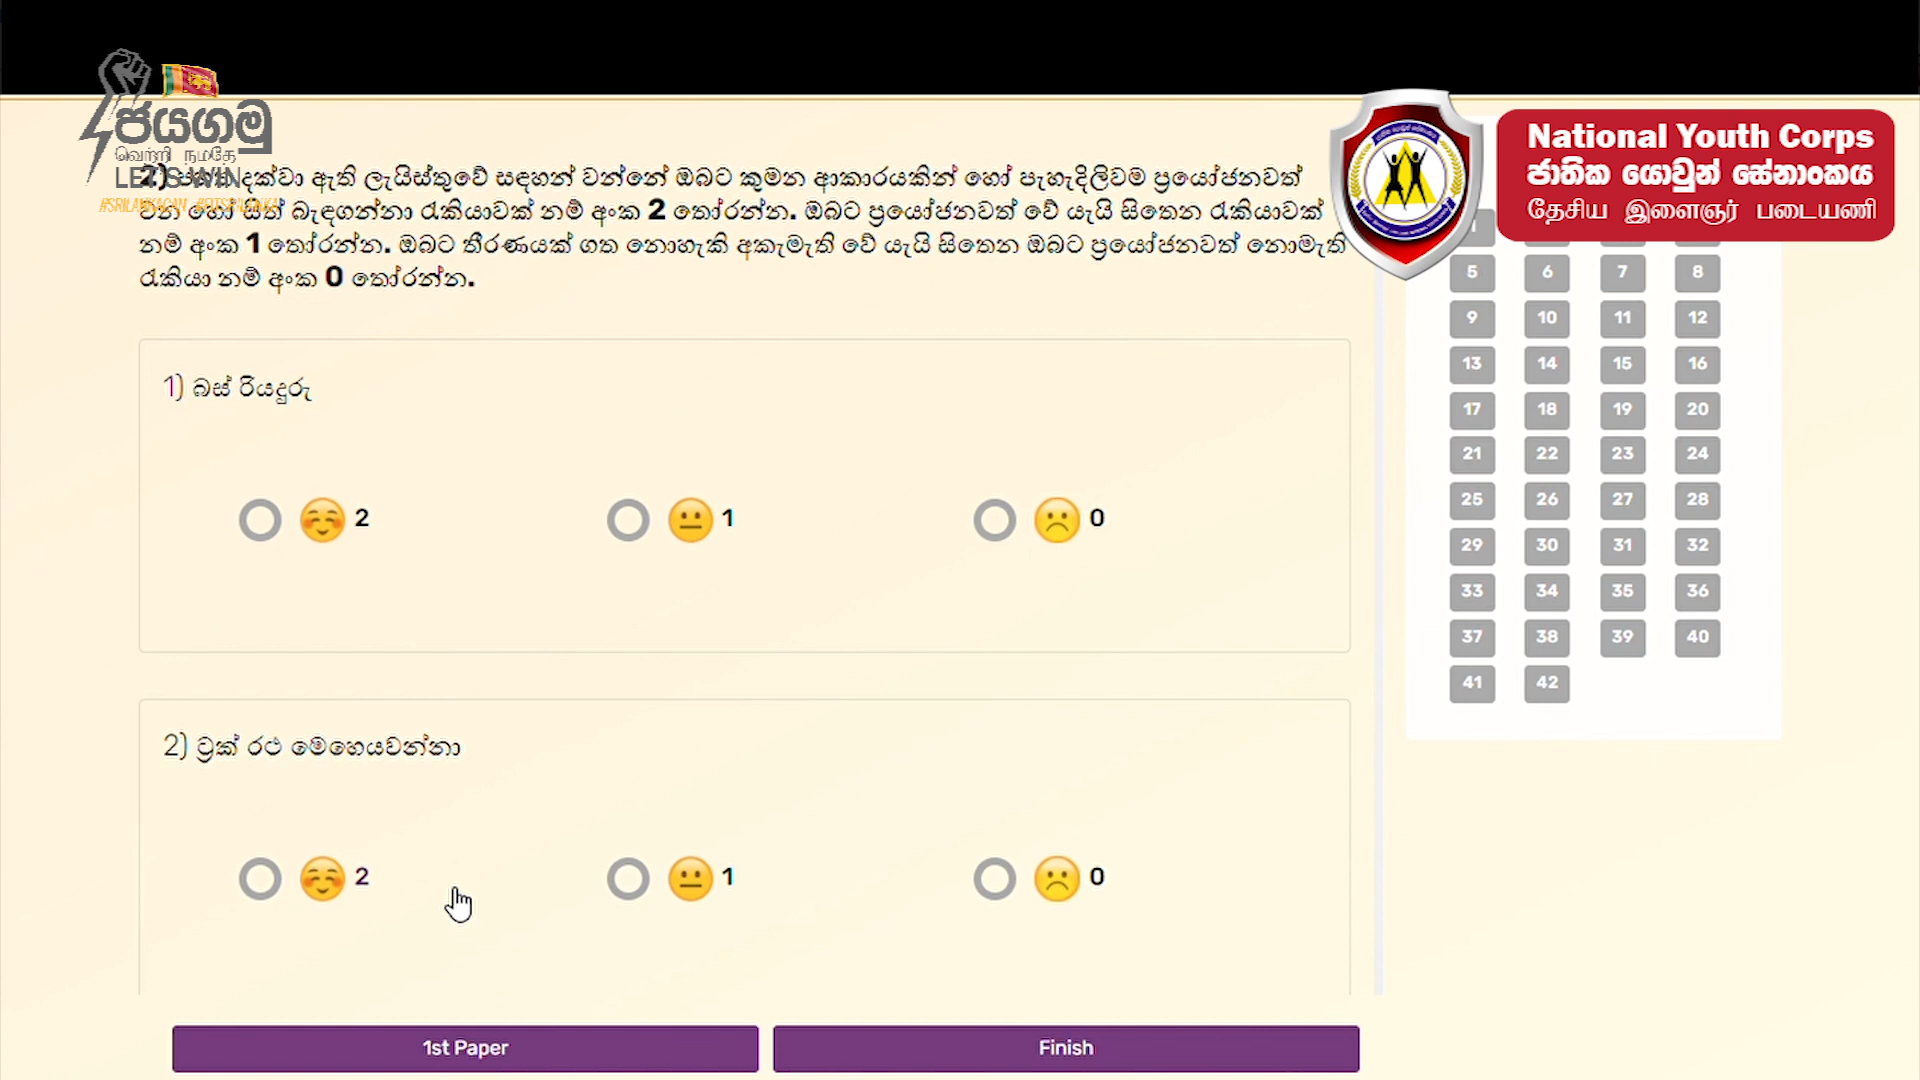 ජයගමු
வெற்றி நமதே
LET'S WIN
National Youth Corps
ජාතික යොවුන් සේනාංකය
தேசிய இளைஞர் படையணி
2) දක්වා ඇති ලැයිස්තුවේ සඳහන් වන්නේ ඔබට කුමන ආකාරයකින් හෝ පැහැදිලිවම ප්‍රයෝජනවත්
වන හෝ සිත් බැඳගන්නා රැකියාවක් නම් අංක 2 තෝරන්න. ඔබට ප්‍රයෝජනවත් වේ යැයි සිතෙන රැකියාවක්
නම් අංක 1 තෝරන්න. ඔබට තීරණයක් ගත නොහැකි අකැමැති වේ යැයි සිතෙන ඔබට ප්‍රයෝජනවත් නොමැති
රැකියා නම් අංක 0 තෝරන්න.
1) බස් රියදුරු
2 1 0
2) ට්‍රක් රථ මෙහෙයවන්නා
2 1 0
5 6 7 8
9 10 11 12
13 14 15 16
17 18 19 20
21 22 23 24
25 26 27 28
29 30 31 32
33 34 35 36
37 38 39 40
41 42
1st Paper
Finish